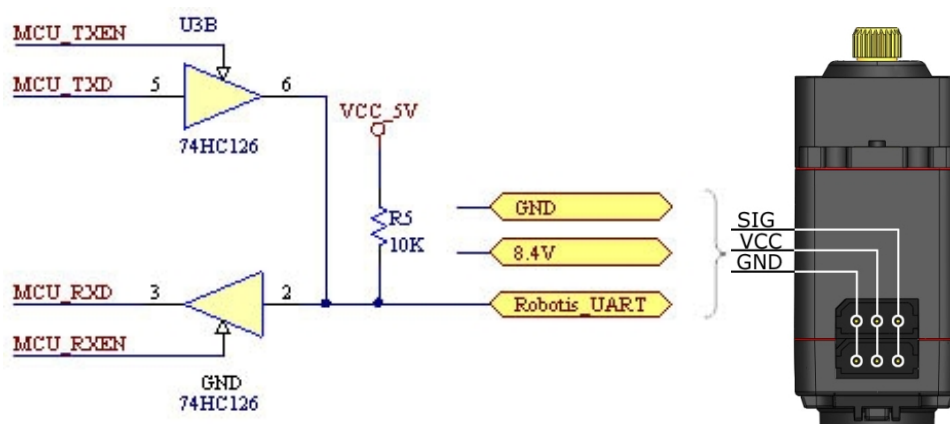 U3B
MCU_TXEN
MCU_TXD
5
6
74HC126
VCC_5V
R5
10K
GND
8.4V
Robotis_UART
MCU_RXD
3
2
MCU_RXEN
GND
74HC126
SIG
VCC
GND